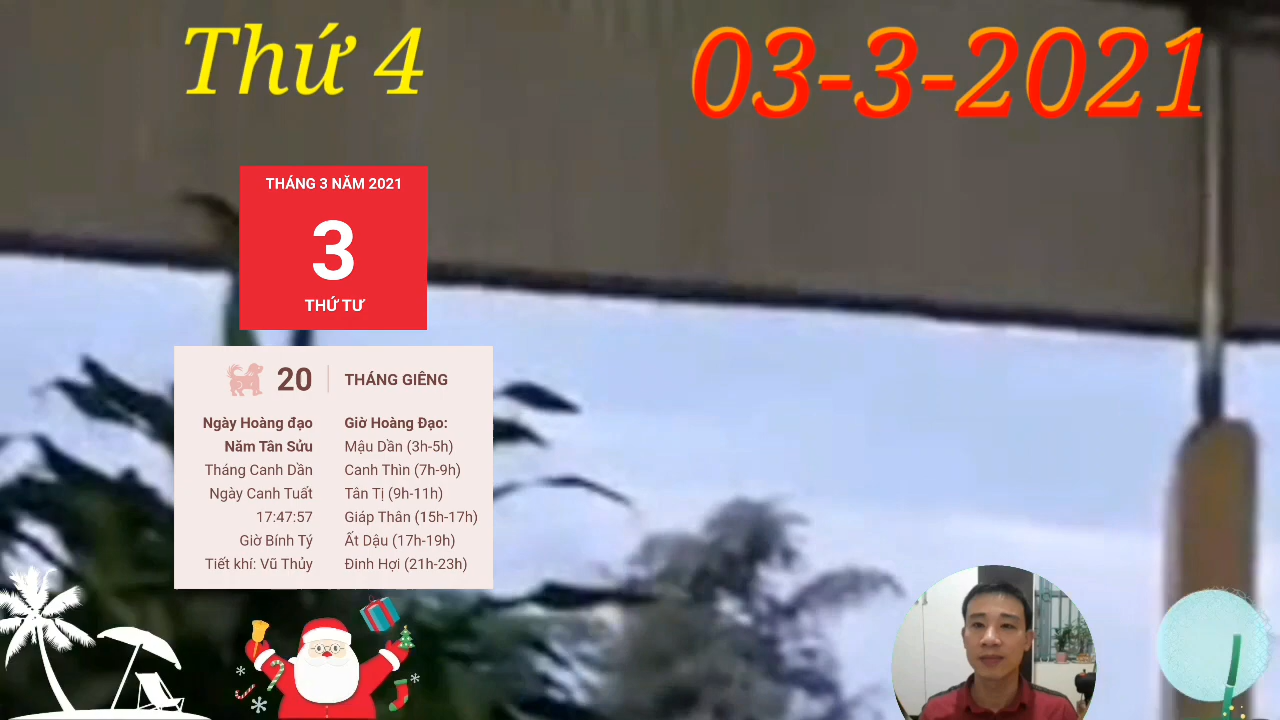 Thứ 4
03-3-2021
THÁNG 3 NĂM 2021
3
THỨ TƯ
20
THÁNG GIÊNG
Ngày Hoàng đạo
Năm Tân Sửu
Tháng Canh Dần
Ngày Canh Tuất
17:47:57
Giờ Bính Tý
Tiết khí: Vũ Thủy
Giờ Hoàng Đạo:
Mậu Dần (3h-5h)
Canh Thìn (7h-9h)
Tân Tị (9h-11h)
Giáp Thân (15h-17h)
Ất Dậu (17h-19h)
Đinh Hợi (21h-23h)